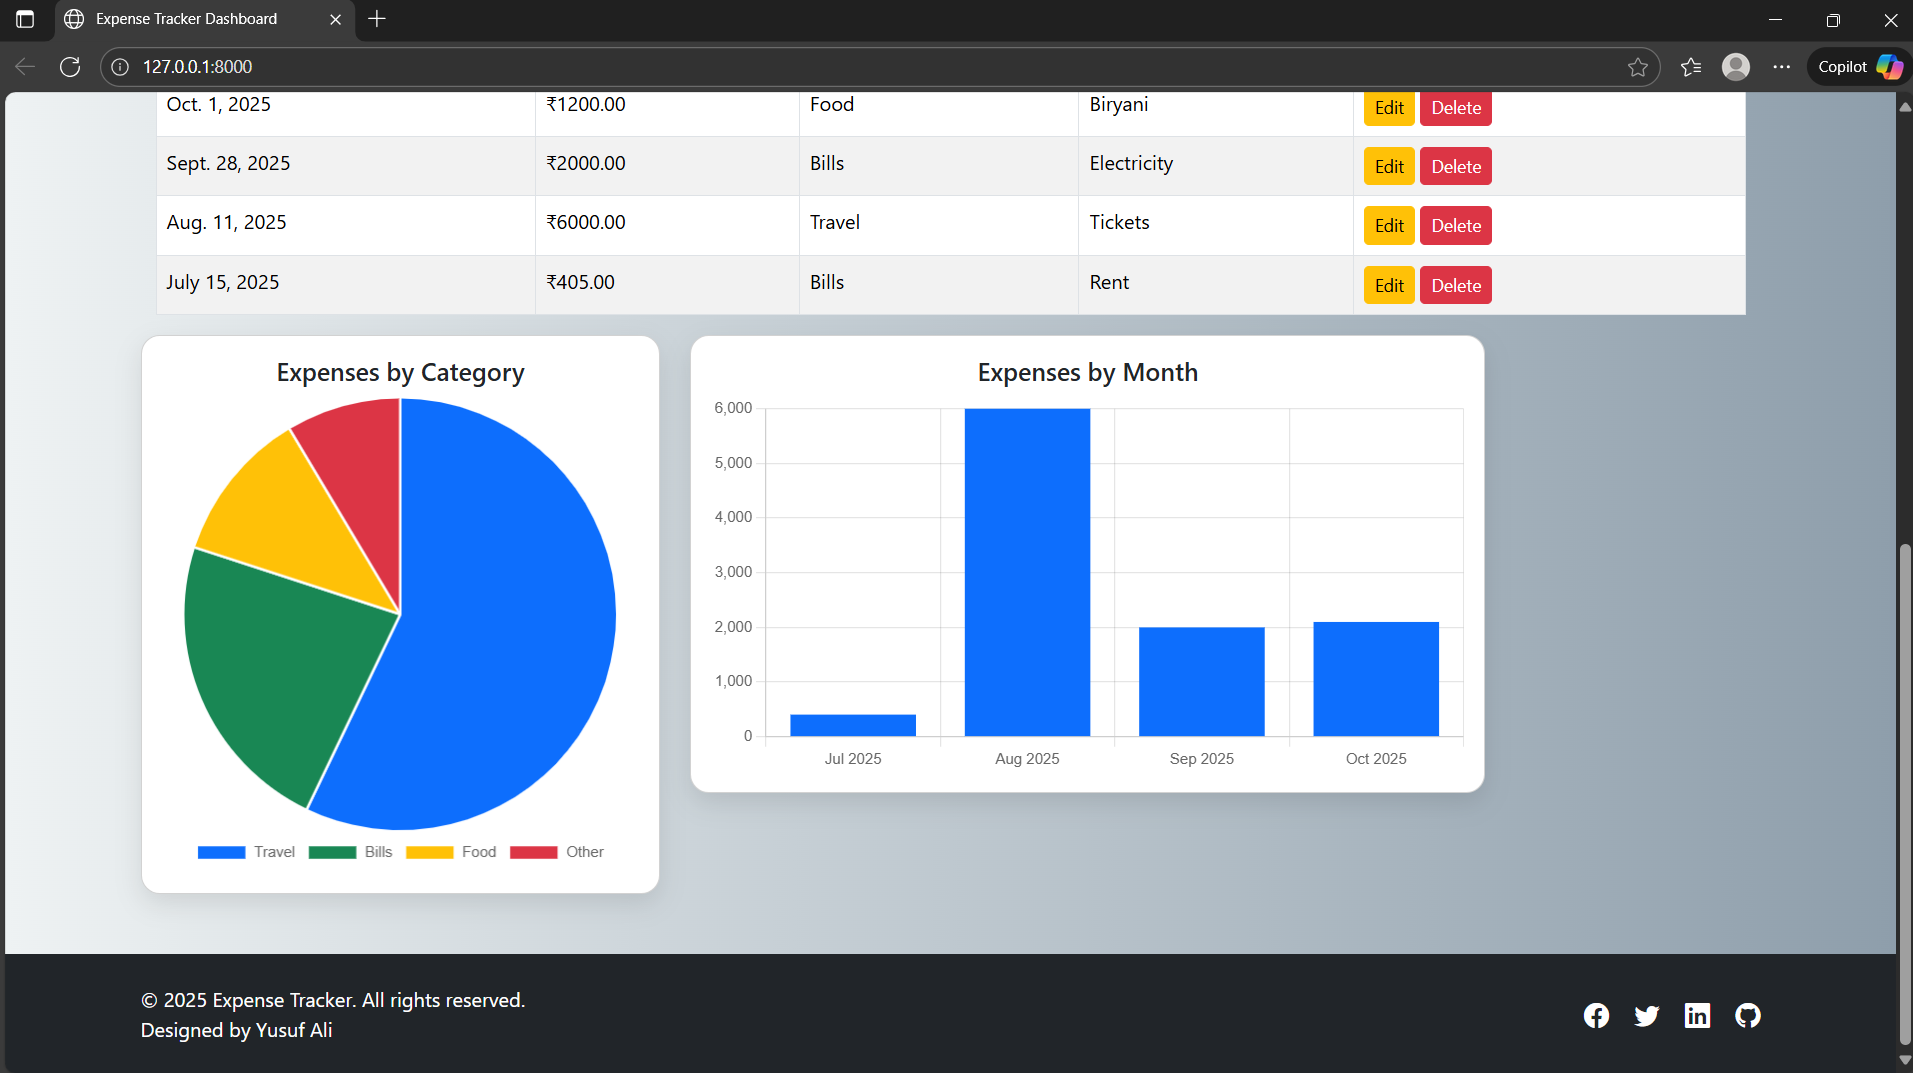 Expense Tracker Dashboard
127.0.0.1:8000
Copilot
Oct. 1, 2025 ₹1200.00 Food Biryani Edit Delete
Sept. 28, 2025 ₹2000.00 Bills Electricity Edit Delete
Aug. 11, 2025 ₹6000.00 Travel Tickets Edit Delete
July 15, 2025 ₹405.00 Bills Rent Edit Delete
Expenses by Category
Travel Bills Food Other
Expenses by Month
6,000
5,000
4,000
3,000
2,000
1,000
0
Jul 2025 Aug 2025 Sep 2025 Oct 2025
© 2025 Expense Tracker. All rights reserved.
Designed by Yusuf Ali